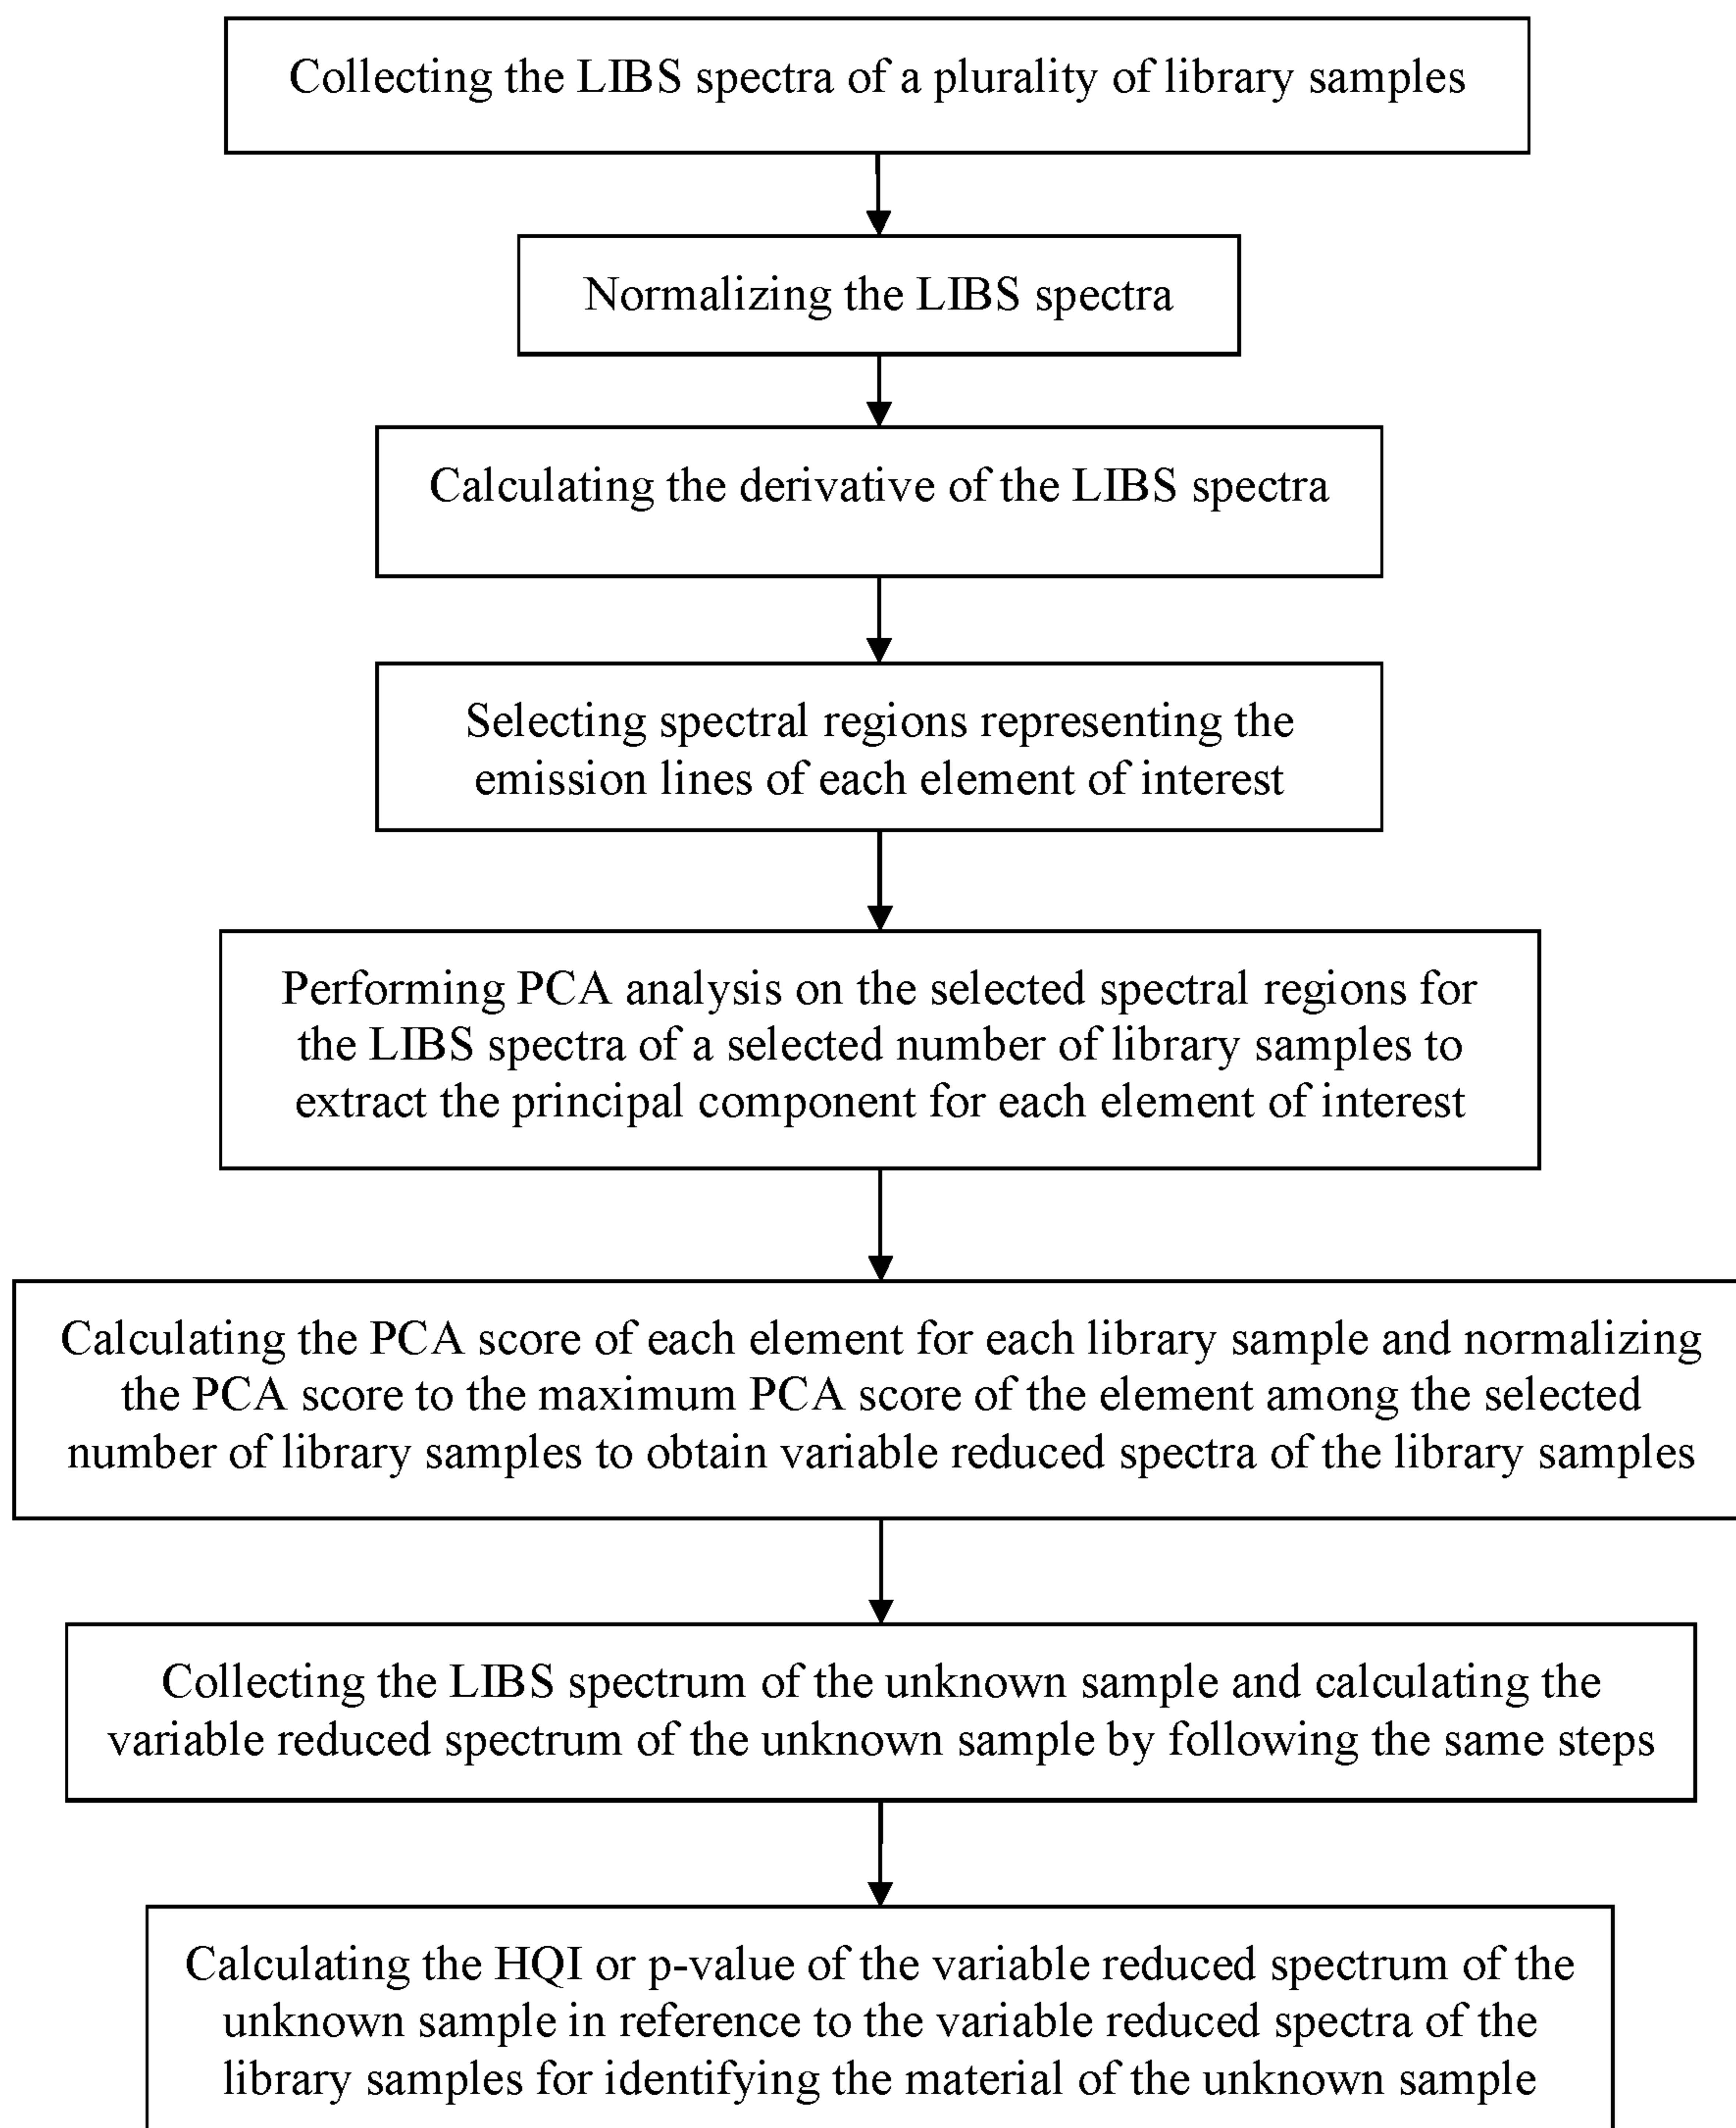 Collecting the LIBS spectra of a plurality of library samples
Normalizing the LIBS spectra
Calculating the derivative of the LIBS spectra
Selecting spectral regions representing the
emission lines of each element of interest
Performing PCA analysis on the selected spectral regions for
the LIBS spectra of a selected number of library samples to
extract the principal component for each element of interest
Calculating the PCA score of each element for each library sample and normalizing
the PCA score to the maximum PCA score of the element among the selected
number of library samples to obtain variable reduced spectra of the library samples
Collecting the LIBS spectrum of the unknown sample and calculating the
variable reduced spectrum of the unknown sample by following the same steps
Calculating the HQI or p-value of the variable reduced spectrum of the
unknown sample in reference to the variable reduced spectra of the
library samples for identifying the material of the unknown sample